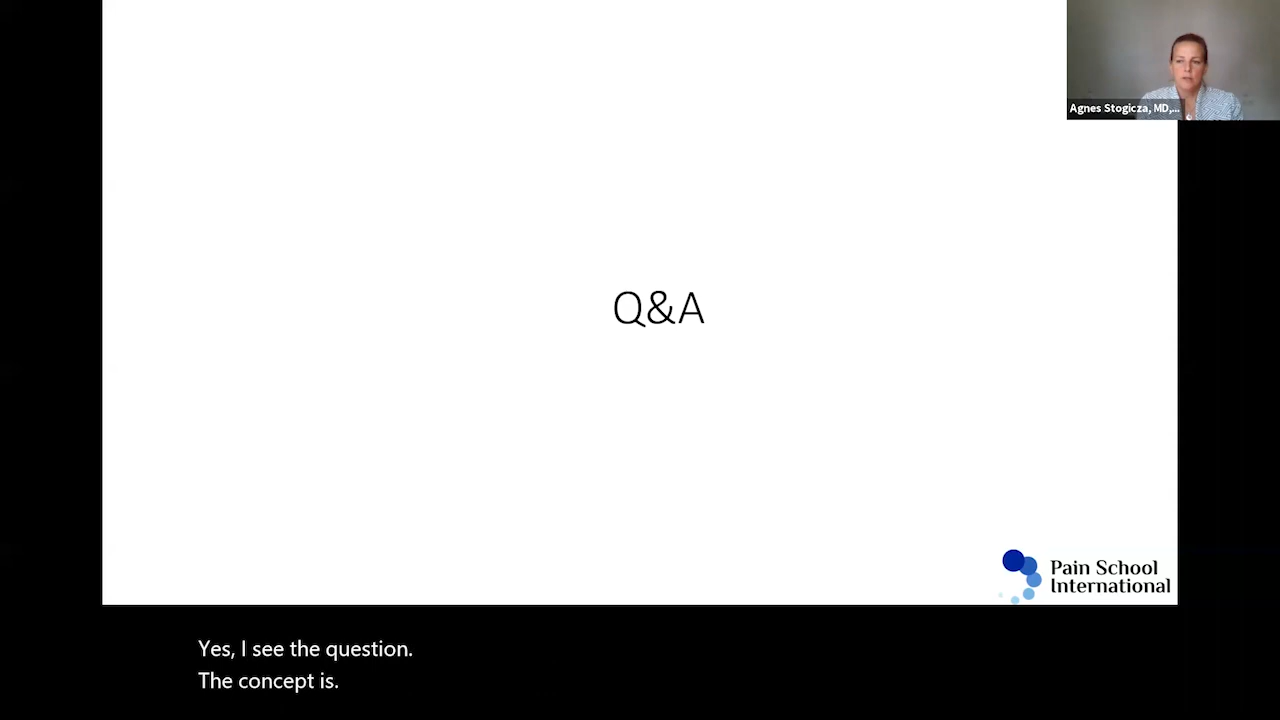 Agnes Stogicza, MD,...
Q&A
Pain School
International
Yes, I see the question.
The concept is.